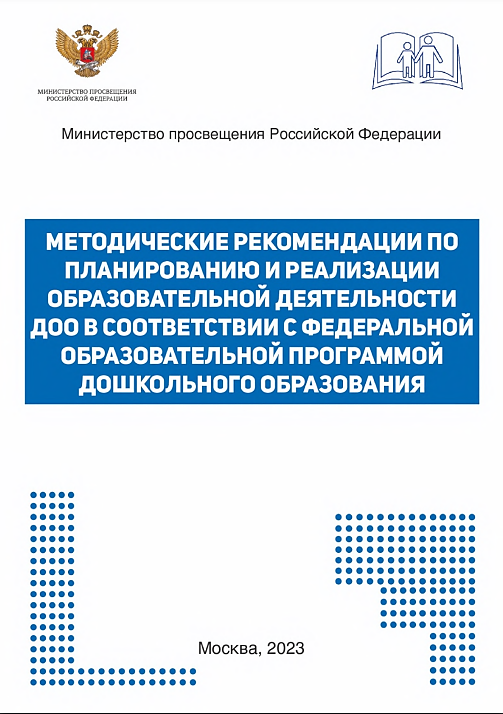 МИНИСТЕРСТВО ПРОСВЕЩЕНИЯ
РОССИЙСКОЙ ФЕДЕРАЦИИ
Министерство просвещения Российской Федерации
МЕТОДИЧЕСКИЕ РЕКОМЕНДАЦИИ ПО
ПЛАНИРОВАНИЮ И РЕАЛИЗАЦИИ
ОБРАЗОВАТЕЛЬНОЙ ДЕЯТЕЛЬНОСТИ
ДОО В СООТВЕТСТВИИ С ФЕДЕРАЛЬНОЙ
ОБРАЗОВАТЕЛЬНОЙ ПРОГРАММОЙ
ДОШКОЛЬНОГО ОБРАЗОВАНИЯ
Москва, 2023